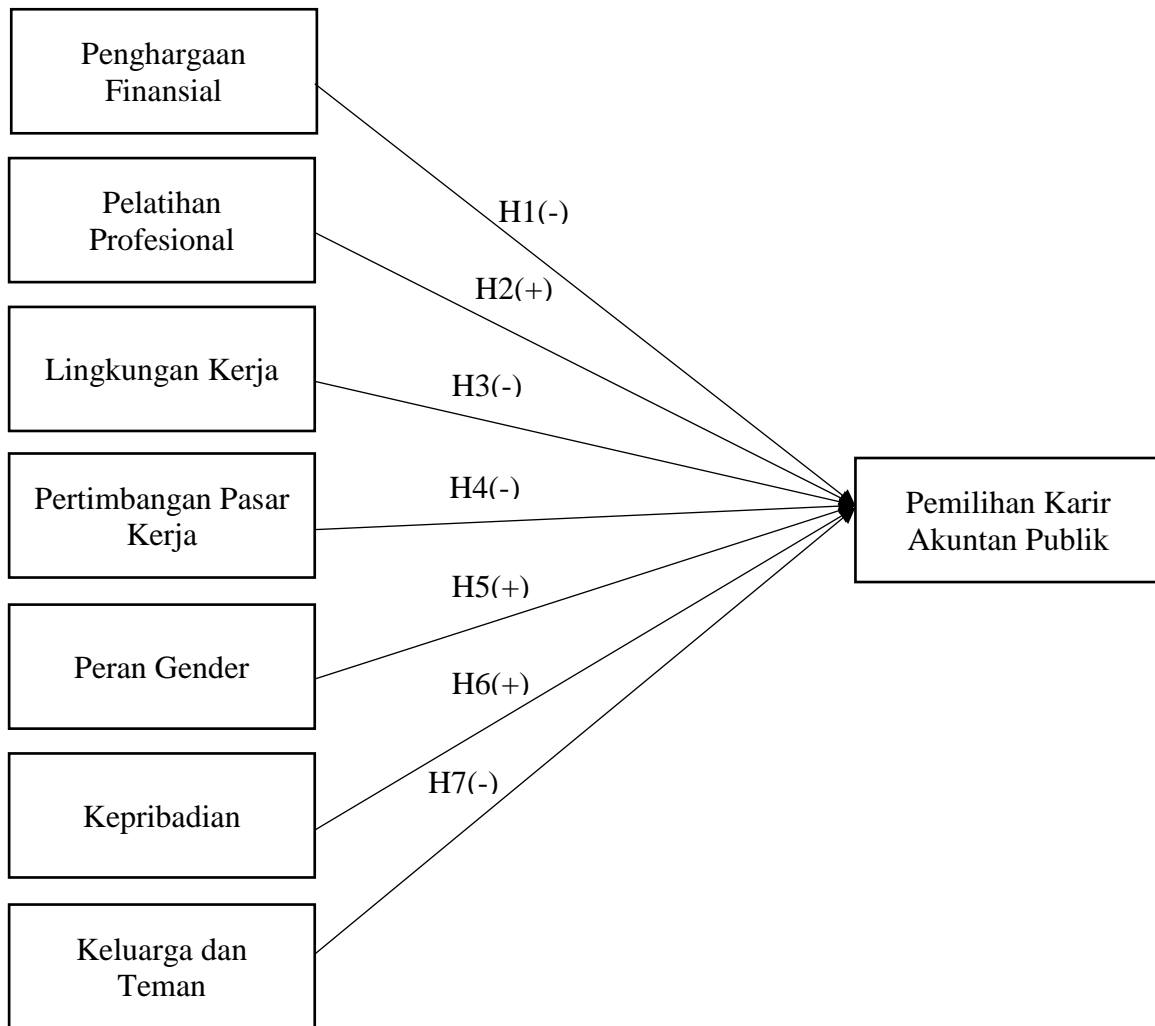 Penghargaan
Finansial
Pelatihan
Profesional
Lingkungan Kerja
Pertimbangan Pasar
Kerja
Peran Gender
Kepribadian
Keluarga dan
Teman
H1(-)
H2(+)
H3(-)
H4(-)
H5(+)
H6(+)
H7(-)
Pemilihan Karir
Akuntan Publik